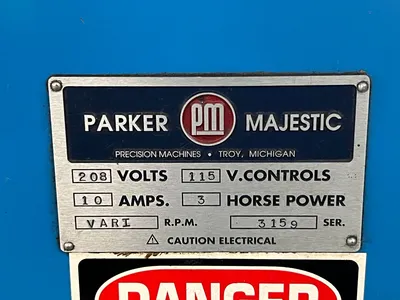 PARKER PM MAJESTIC
PRECISION MACHINES • TROY, MICHIGAN
208 VOLTS 115 V.CONTROLS
10 AMPS. 3 HORSE POWER
VARI R.P.M. 3159 SER.
⚠ CAUTION ELECTRICAL
DANGER